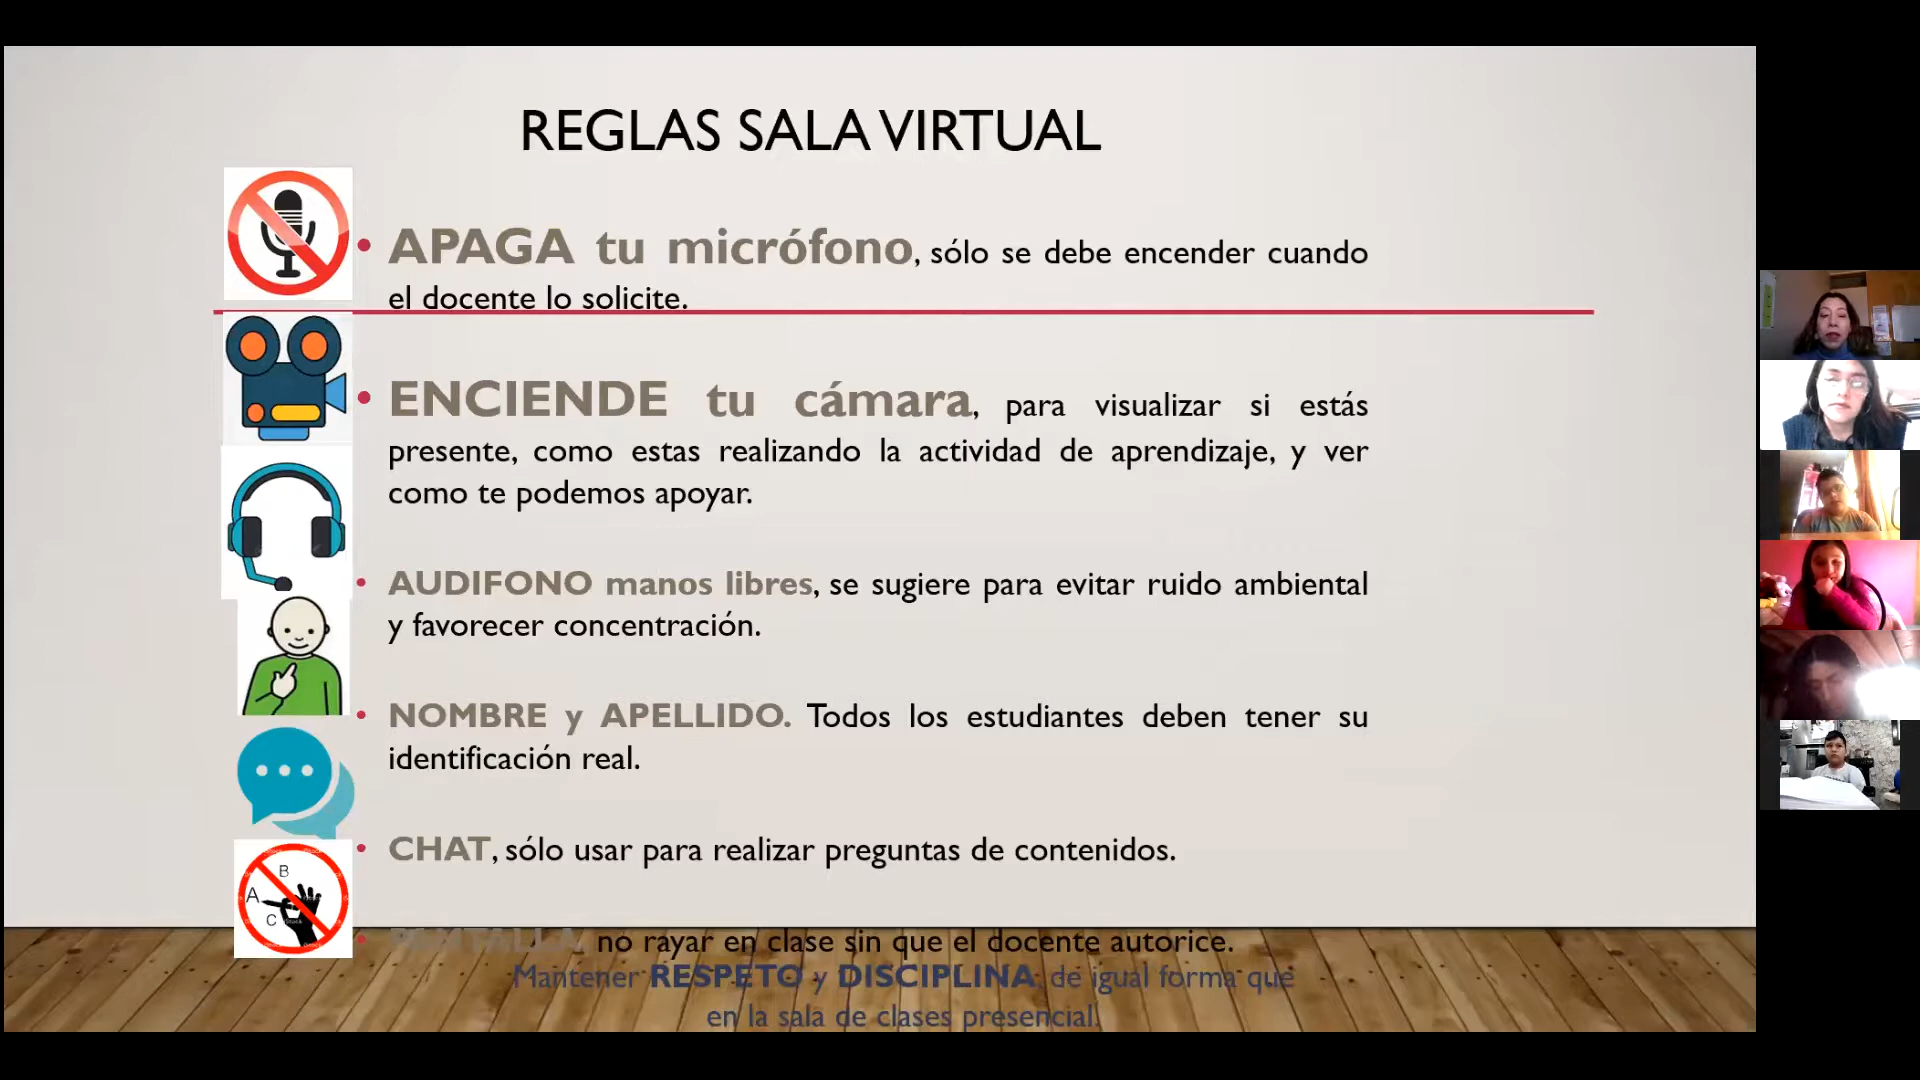 REGLAS SALA VIRTUAL
• APAGA tu micrófono, sólo se debe encender cuando
el docente lo solicite.
• ENCIENDE tu cámara, para visualizar si estás
presente, como estas realizando la actividad de aprendizaje, y ver
como te podemos apoyar.
• AUDIFONO manos libres, se sugiere para evitar ruido ambiental
y favorecer concentración.
• NOMBRE y APELLIDO. Todos los estudiantes deben tener su
identificación real.
• CHAT, sólo usar para realizar preguntas de contenidos.
B
A
C
• PANTALLA, no rayar en clase sin que el docente autorice.
Mantener RESPETO y DISCIPLINA, de igual forma que
en la sala de clases presencial.